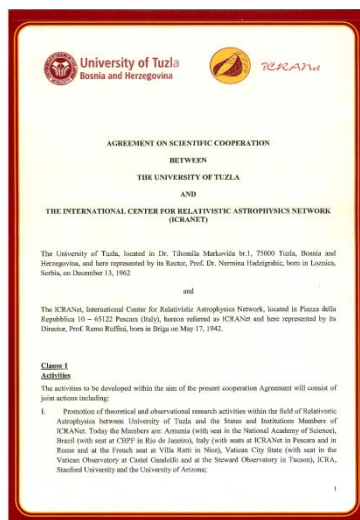 University of Tuzla
Bosnia and Herzegovina
ICRANet
AGREEMENT ON SCIENTIFIC COOPERATION
BETWEEN
THE UNIVERSITY OF TUZLA
AND
THE INTERNATIONAL CENTER FOR RELATIVISTIC ASTROPHYSICS NETWORK
(ICRANET)
The University of Tuzla, located in Dr. Tihomila Markovića br.1, 75000 Tuzla, Bosnia and
Herzegovina, and here represented by its Rector, Prof. Dr. Nermina Hadžigrahić, born in Loznica,
Serbia, on December 13, 1962
and
The ICRANet, International Center for Relativistic Astrophysics Network, located in Piazza della
Repubblica 10 – 65122 Pescara (Italy), hereon referred as ICRANet and here represented by its
Director, Prof. Remo Ruffini, born in Briga on May 17, 1942.
Clause 1
Activities
The activities to be developed within the aim of the present cooperation Agreement will consist of
joint actions including:
I. Promotion of theoretical and observational research activities within the field of Relativistic
Astrophysics between University of Tuzla and the States and Institutions Members of
ICRANet. Today the Members are: Armenia (with seat in the National Academy of Science),
Brazil (with seat at CBPF in Rio de Janeiro), Italy (with seats at ICRANet in Pescara and in
Rome and at the French seat at Villa Ratti in Nice), Vatican City State (with seat in the
Vatican Observatory at Castel Gandolfo and at the Steward Observatory in Tucson), ICRA,
Stanford University and the University of Arizona;
1